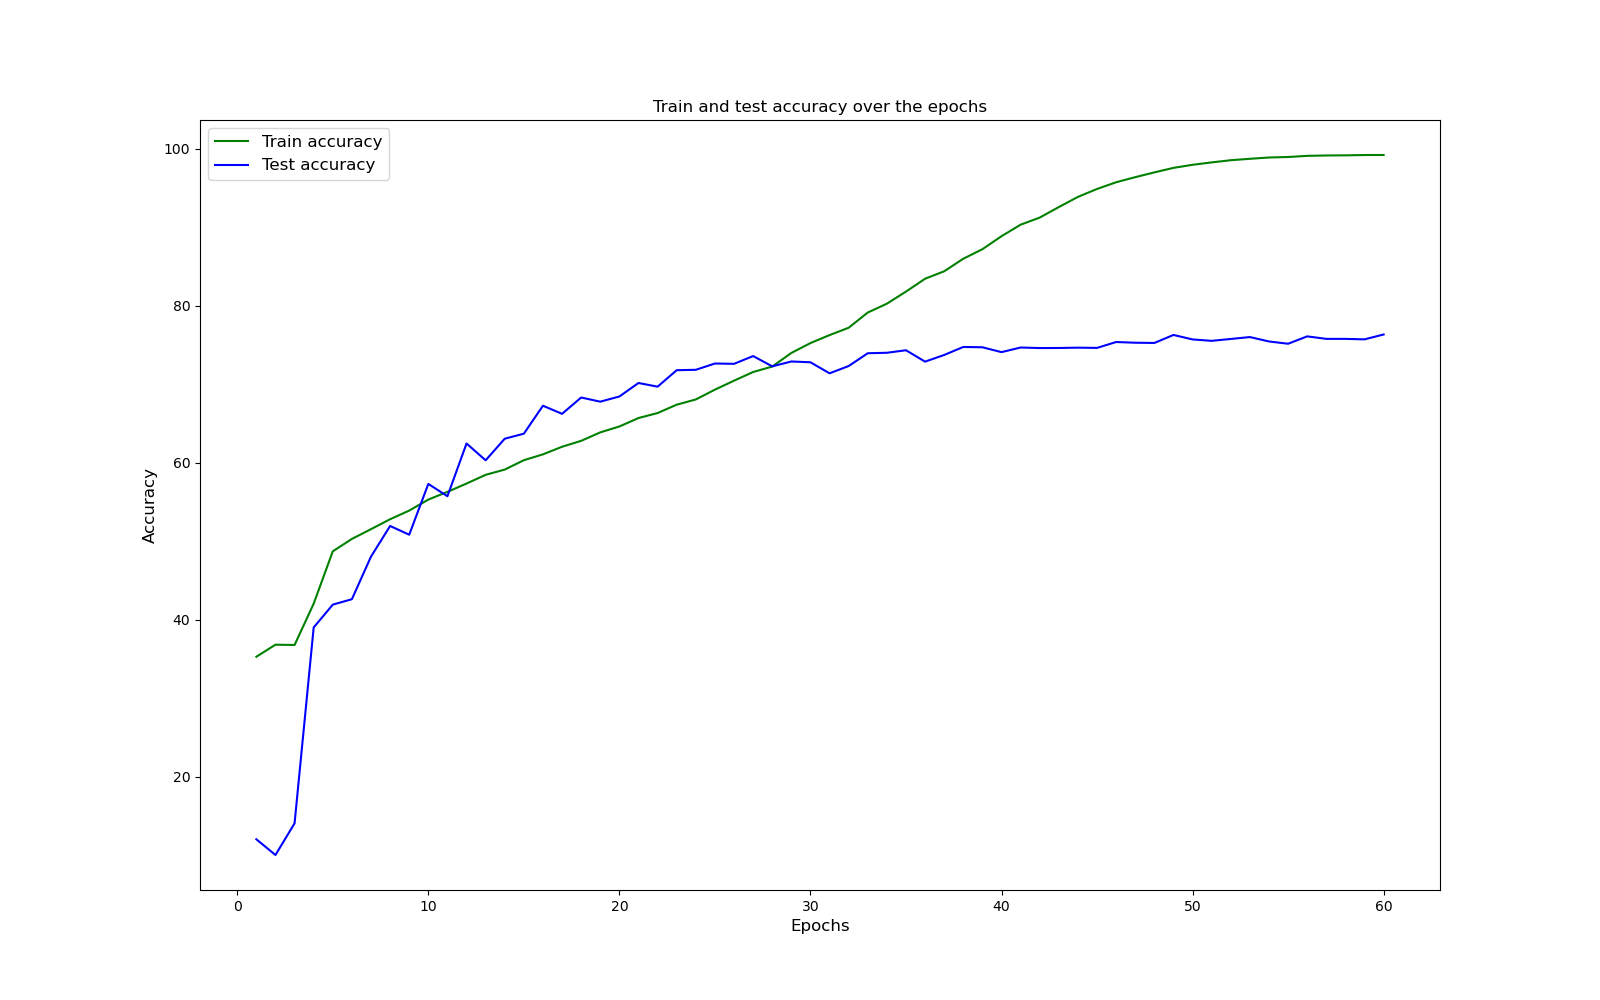 Train and test accuracy over the epochs
Train accuracy
Test accuracy
100
80
60
40
20
Accuracy
0 10 20 30 40 50 60
Epochs